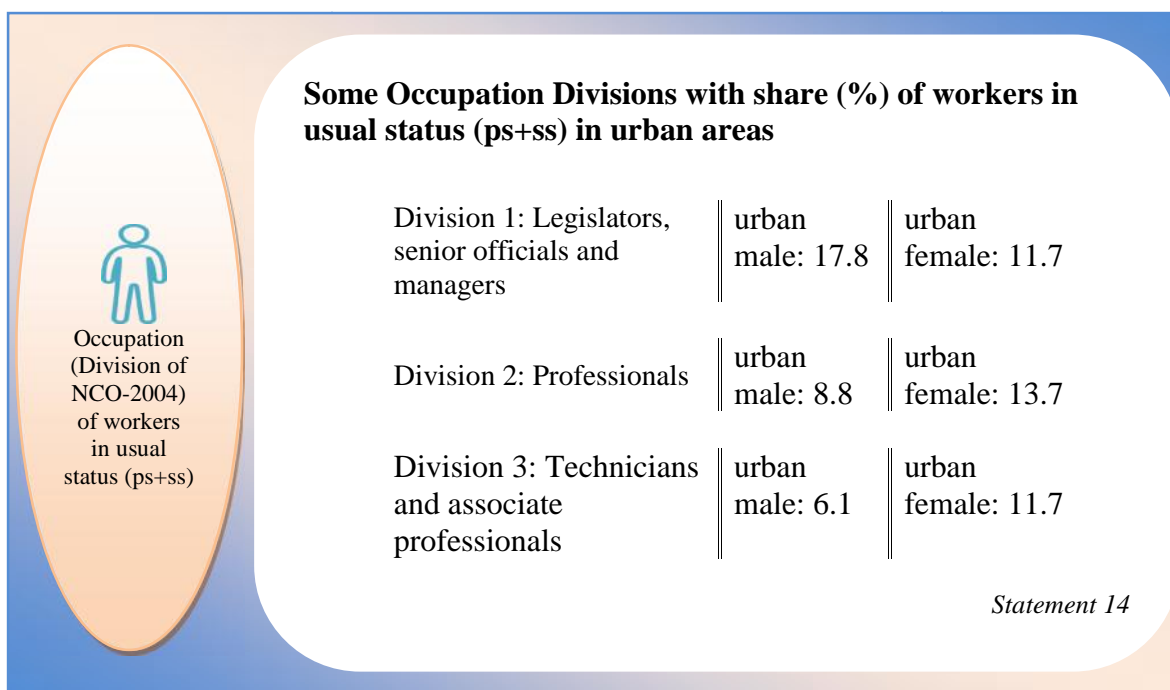 Some Occupation Divisions with share (%) of workers in
usual status (ps+ss) in urban areas
Occupation
(Division of
NCO-2004)
of workers
in usual
status (ps+ss)
Division 1: Legislators,
senior officials and
managers
urban
male: 17.8
urban
female: 11.7
Division 2: Professionals
urban
male: 8.8
urban
female: 13.7
Division 3: Technicians
and associate
professionals
urban
male: 6.1
urban
female: 11.7
Statement 14